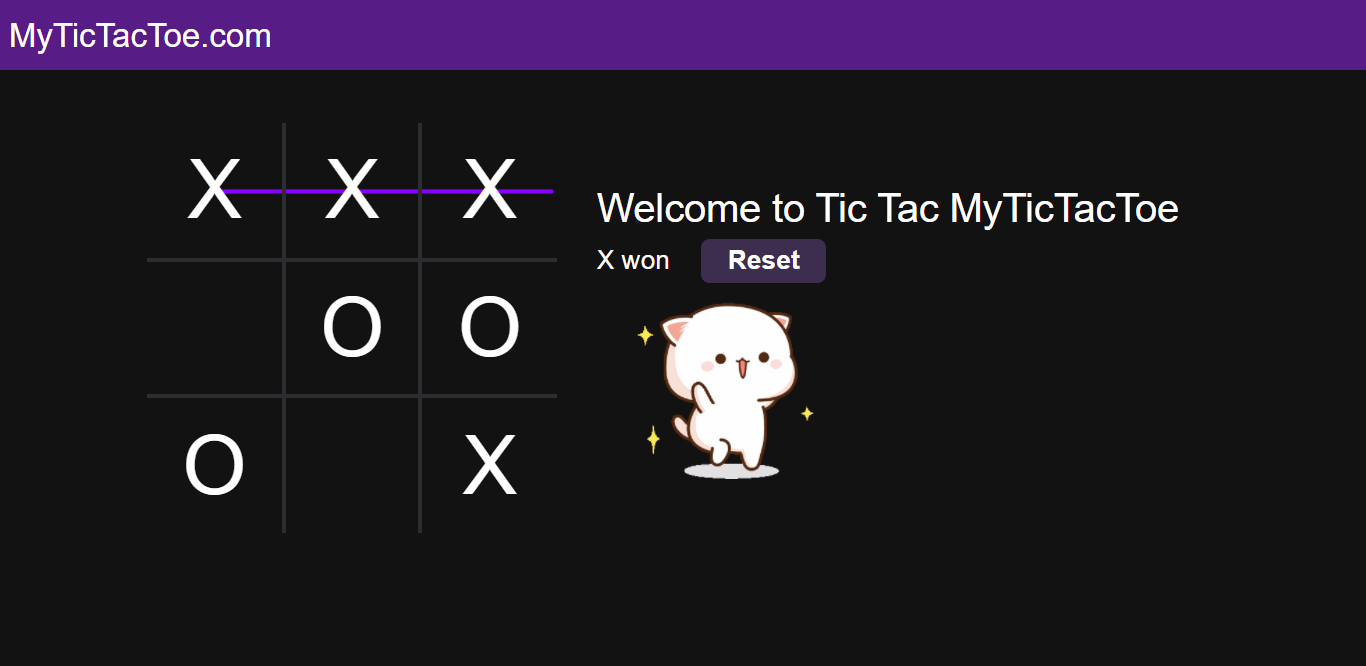 MyTicTacToe.com
X X X
O O
O X
Welcome to Tic Tac MyTicTacToe
X won Reset